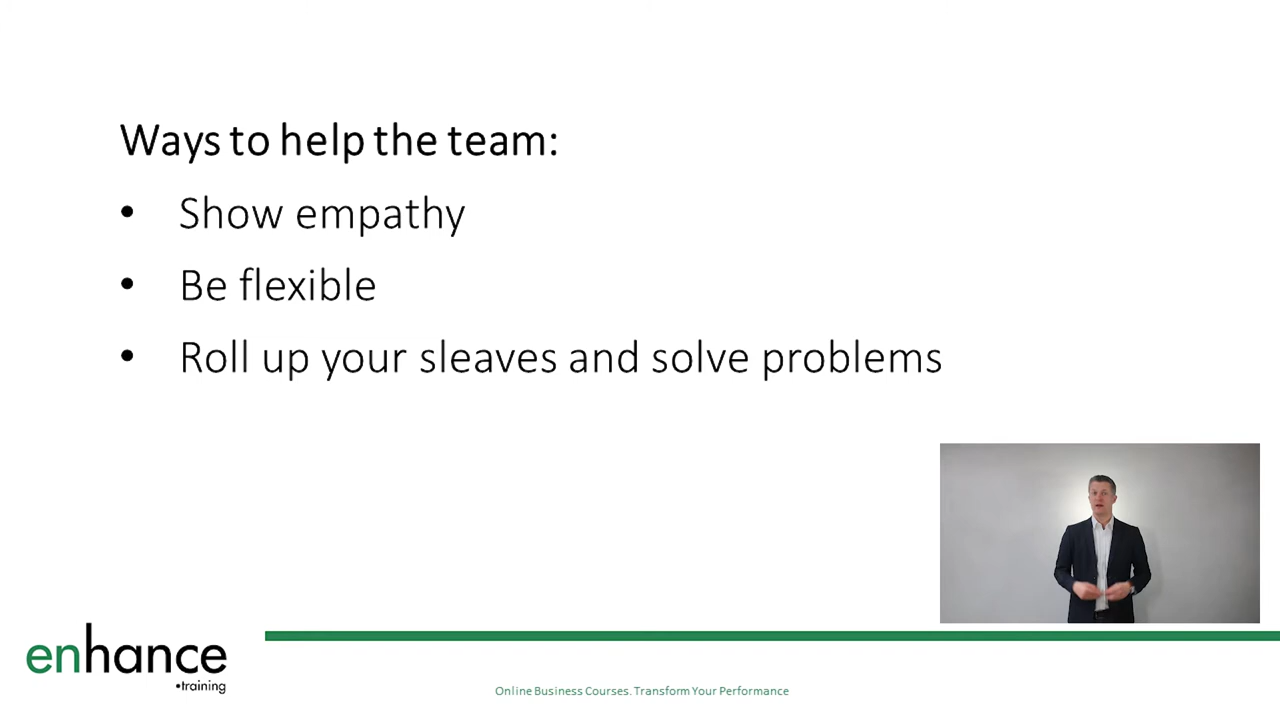 Ways to help the team:
• Show empathy
• Be flexible
• Roll up your sleaves and solve problems
enhance
•training
Online Business Courses. Transform Your Performance